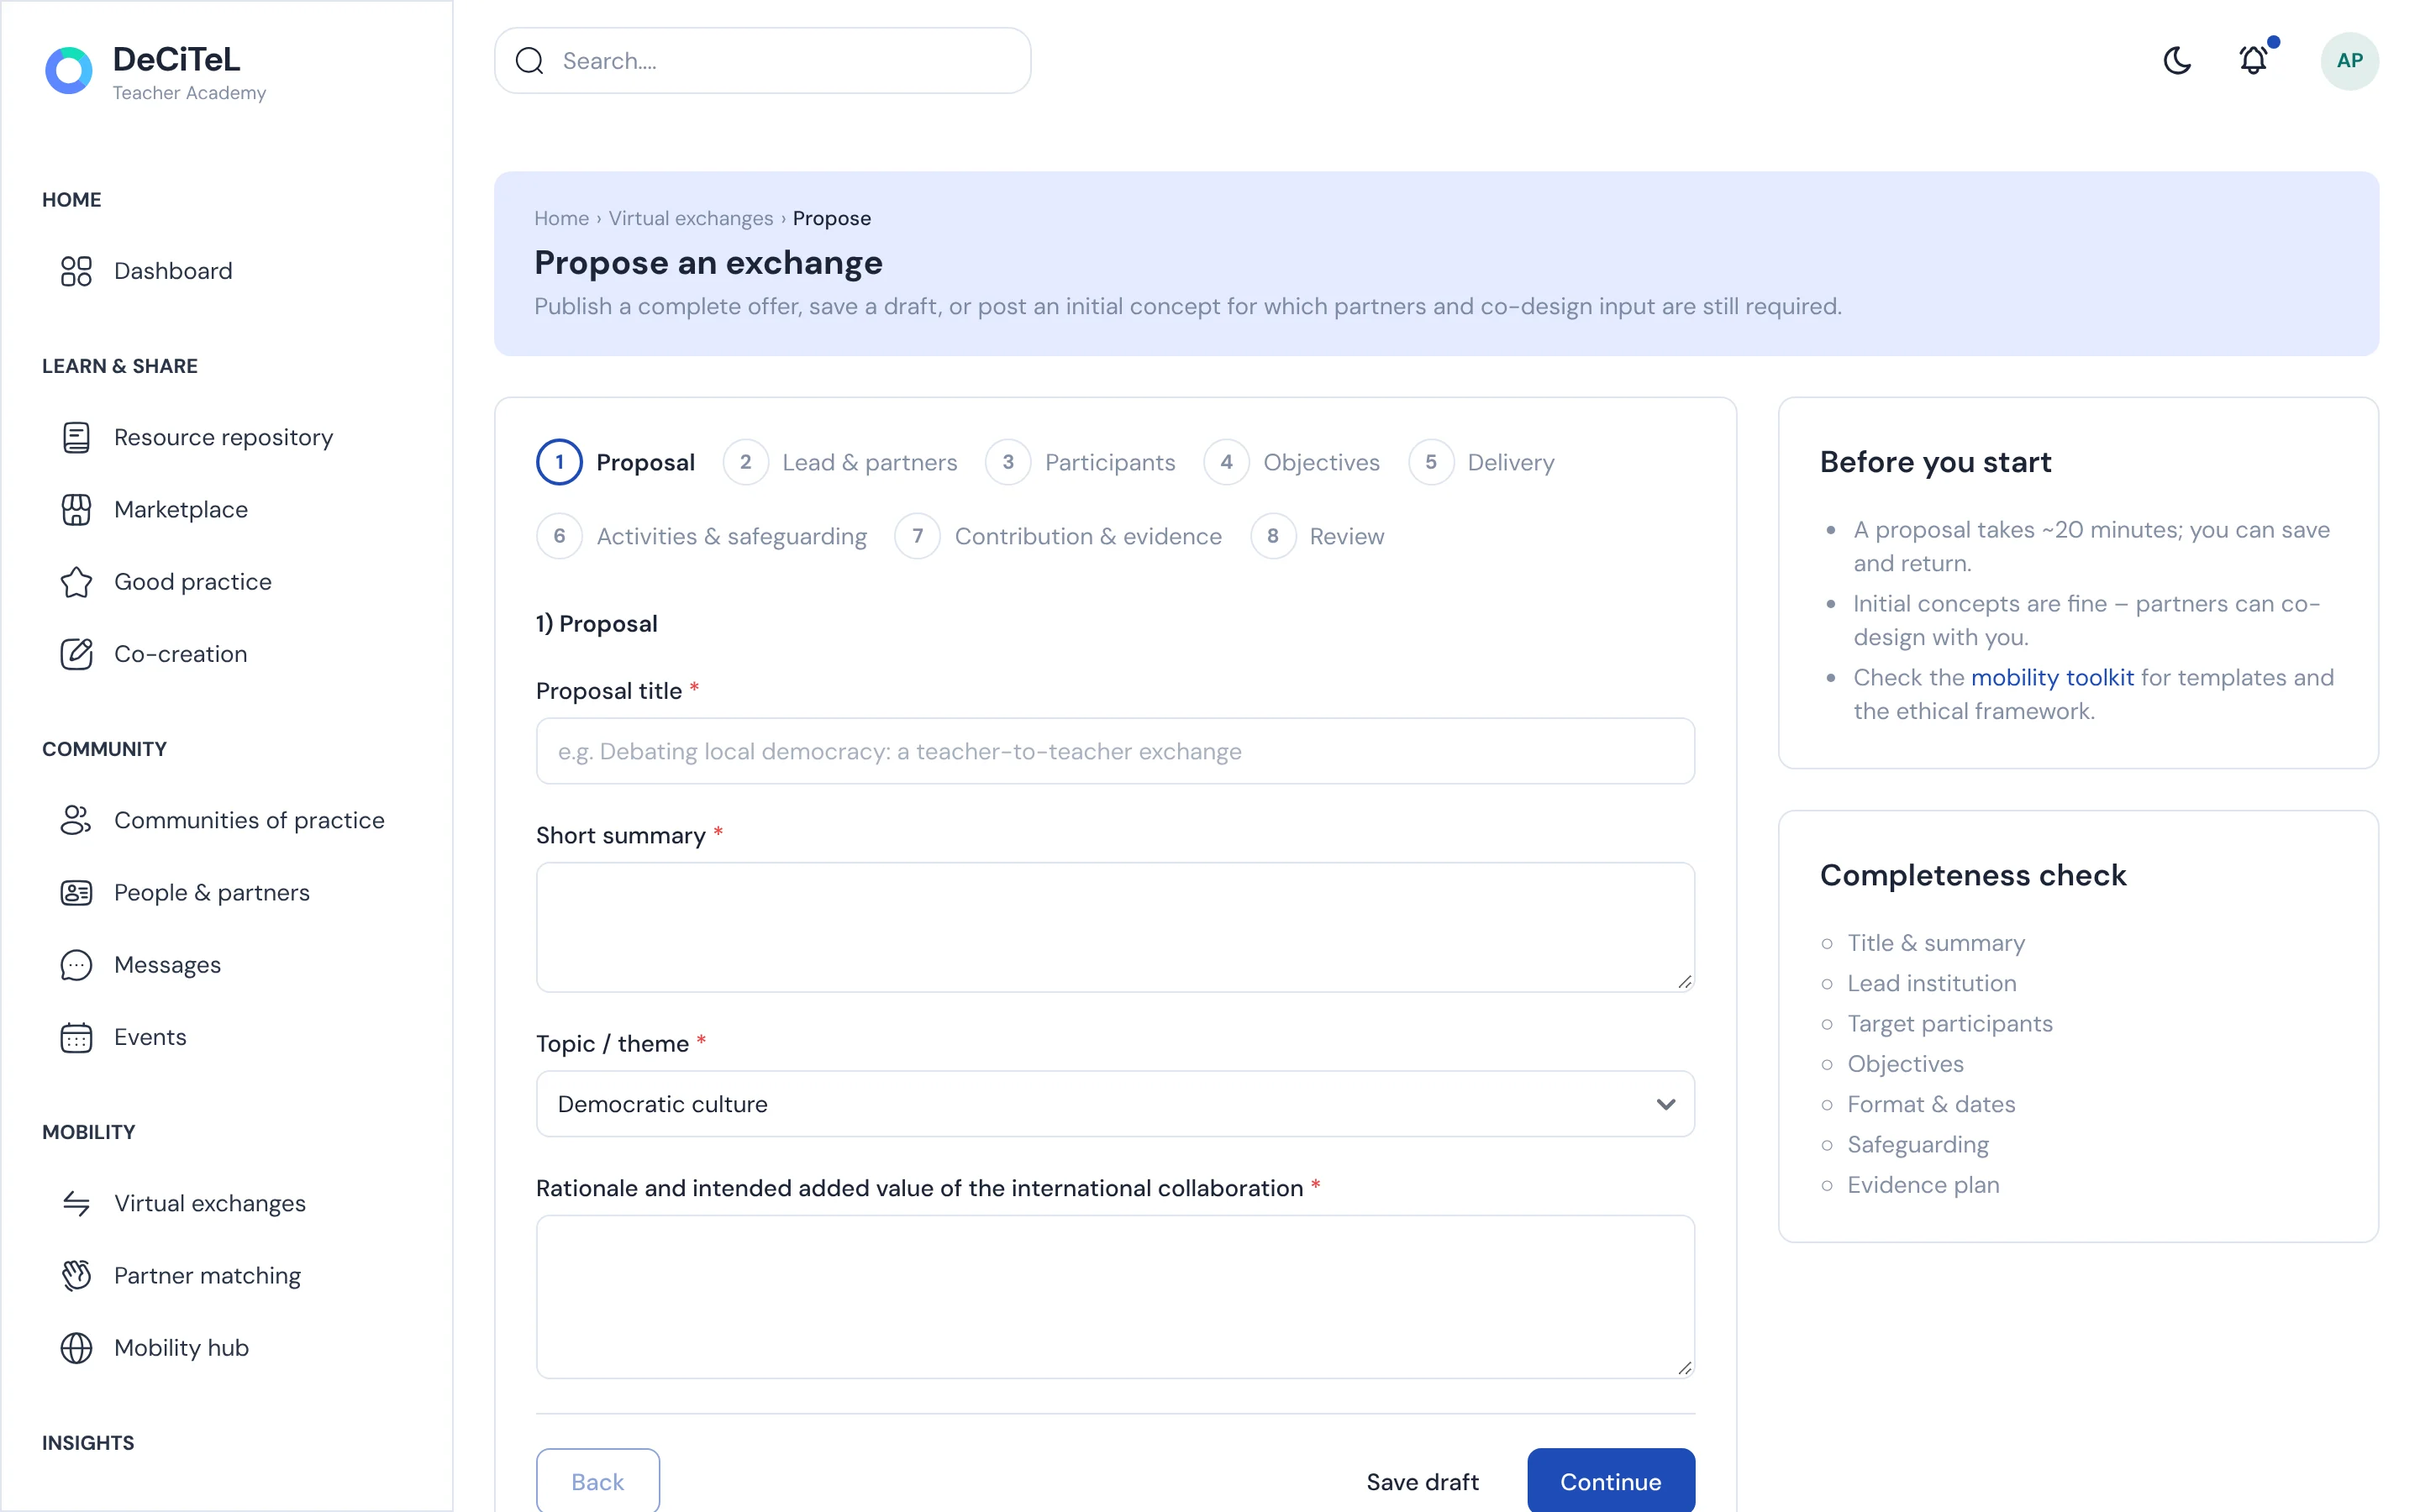 DeCiTeL
Teacher Academy
HOME
Dashboard
LEARN & SHARE
Resource repository
Marketplace
Good practice
Co-creation
COMMUNITY
Communities of practice
People & partners
Messages
Events
MOBILITY
Virtual exchanges
Partner matching
Mobility hub
INSIGHTS
Search....
AP
Home › Virtual exchanges › Propose
Propose an exchange
Publish a complete offer, save a draft, or post an initial concept for which partners and co-design input are still required.
1 Proposal 2 Lead & partners 3 Participants 4 Objectives 5 Delivery
6 Activities & safeguarding 7 Contribution & evidence 8 Review
1) Proposal
Proposal title *
e.g. Debating local democracy: a teacher-to-teacher exchange
Short summary *
Topic / theme *
Democratic culture
Rationale and intended added value of the international collaboration *
Back Save draft Continue
Before you start
• A proposal takes ~20 minutes; you can save
and return.
• Initial concepts are fine – partners can co-
design with you.
• Check the mobility toolkit for templates and
the ethical framework.
Completeness check
○ Title & summary
○ Lead institution
○ Target participants
○ Objectives
○ Format & dates
○ Safeguarding
○ Evidence plan